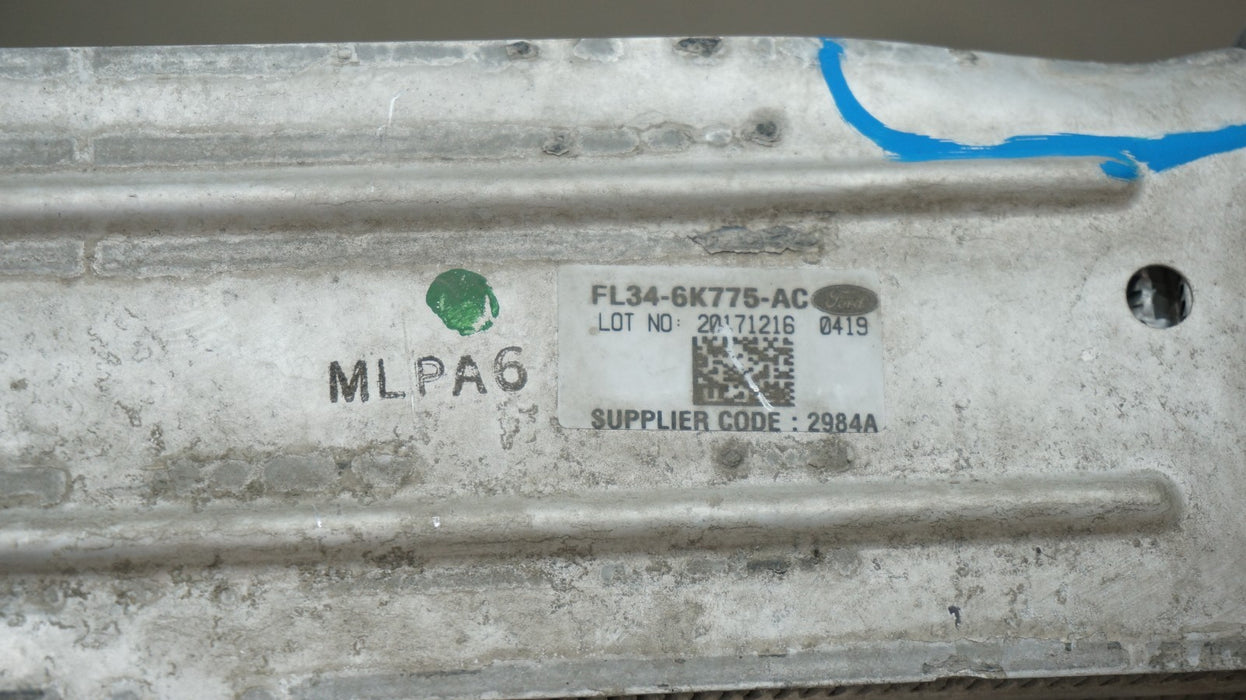 FL34-6K775-AC Ford
LOT NO: 20171216 0419
MLPA6
SUPPLIER CODE : 2984A